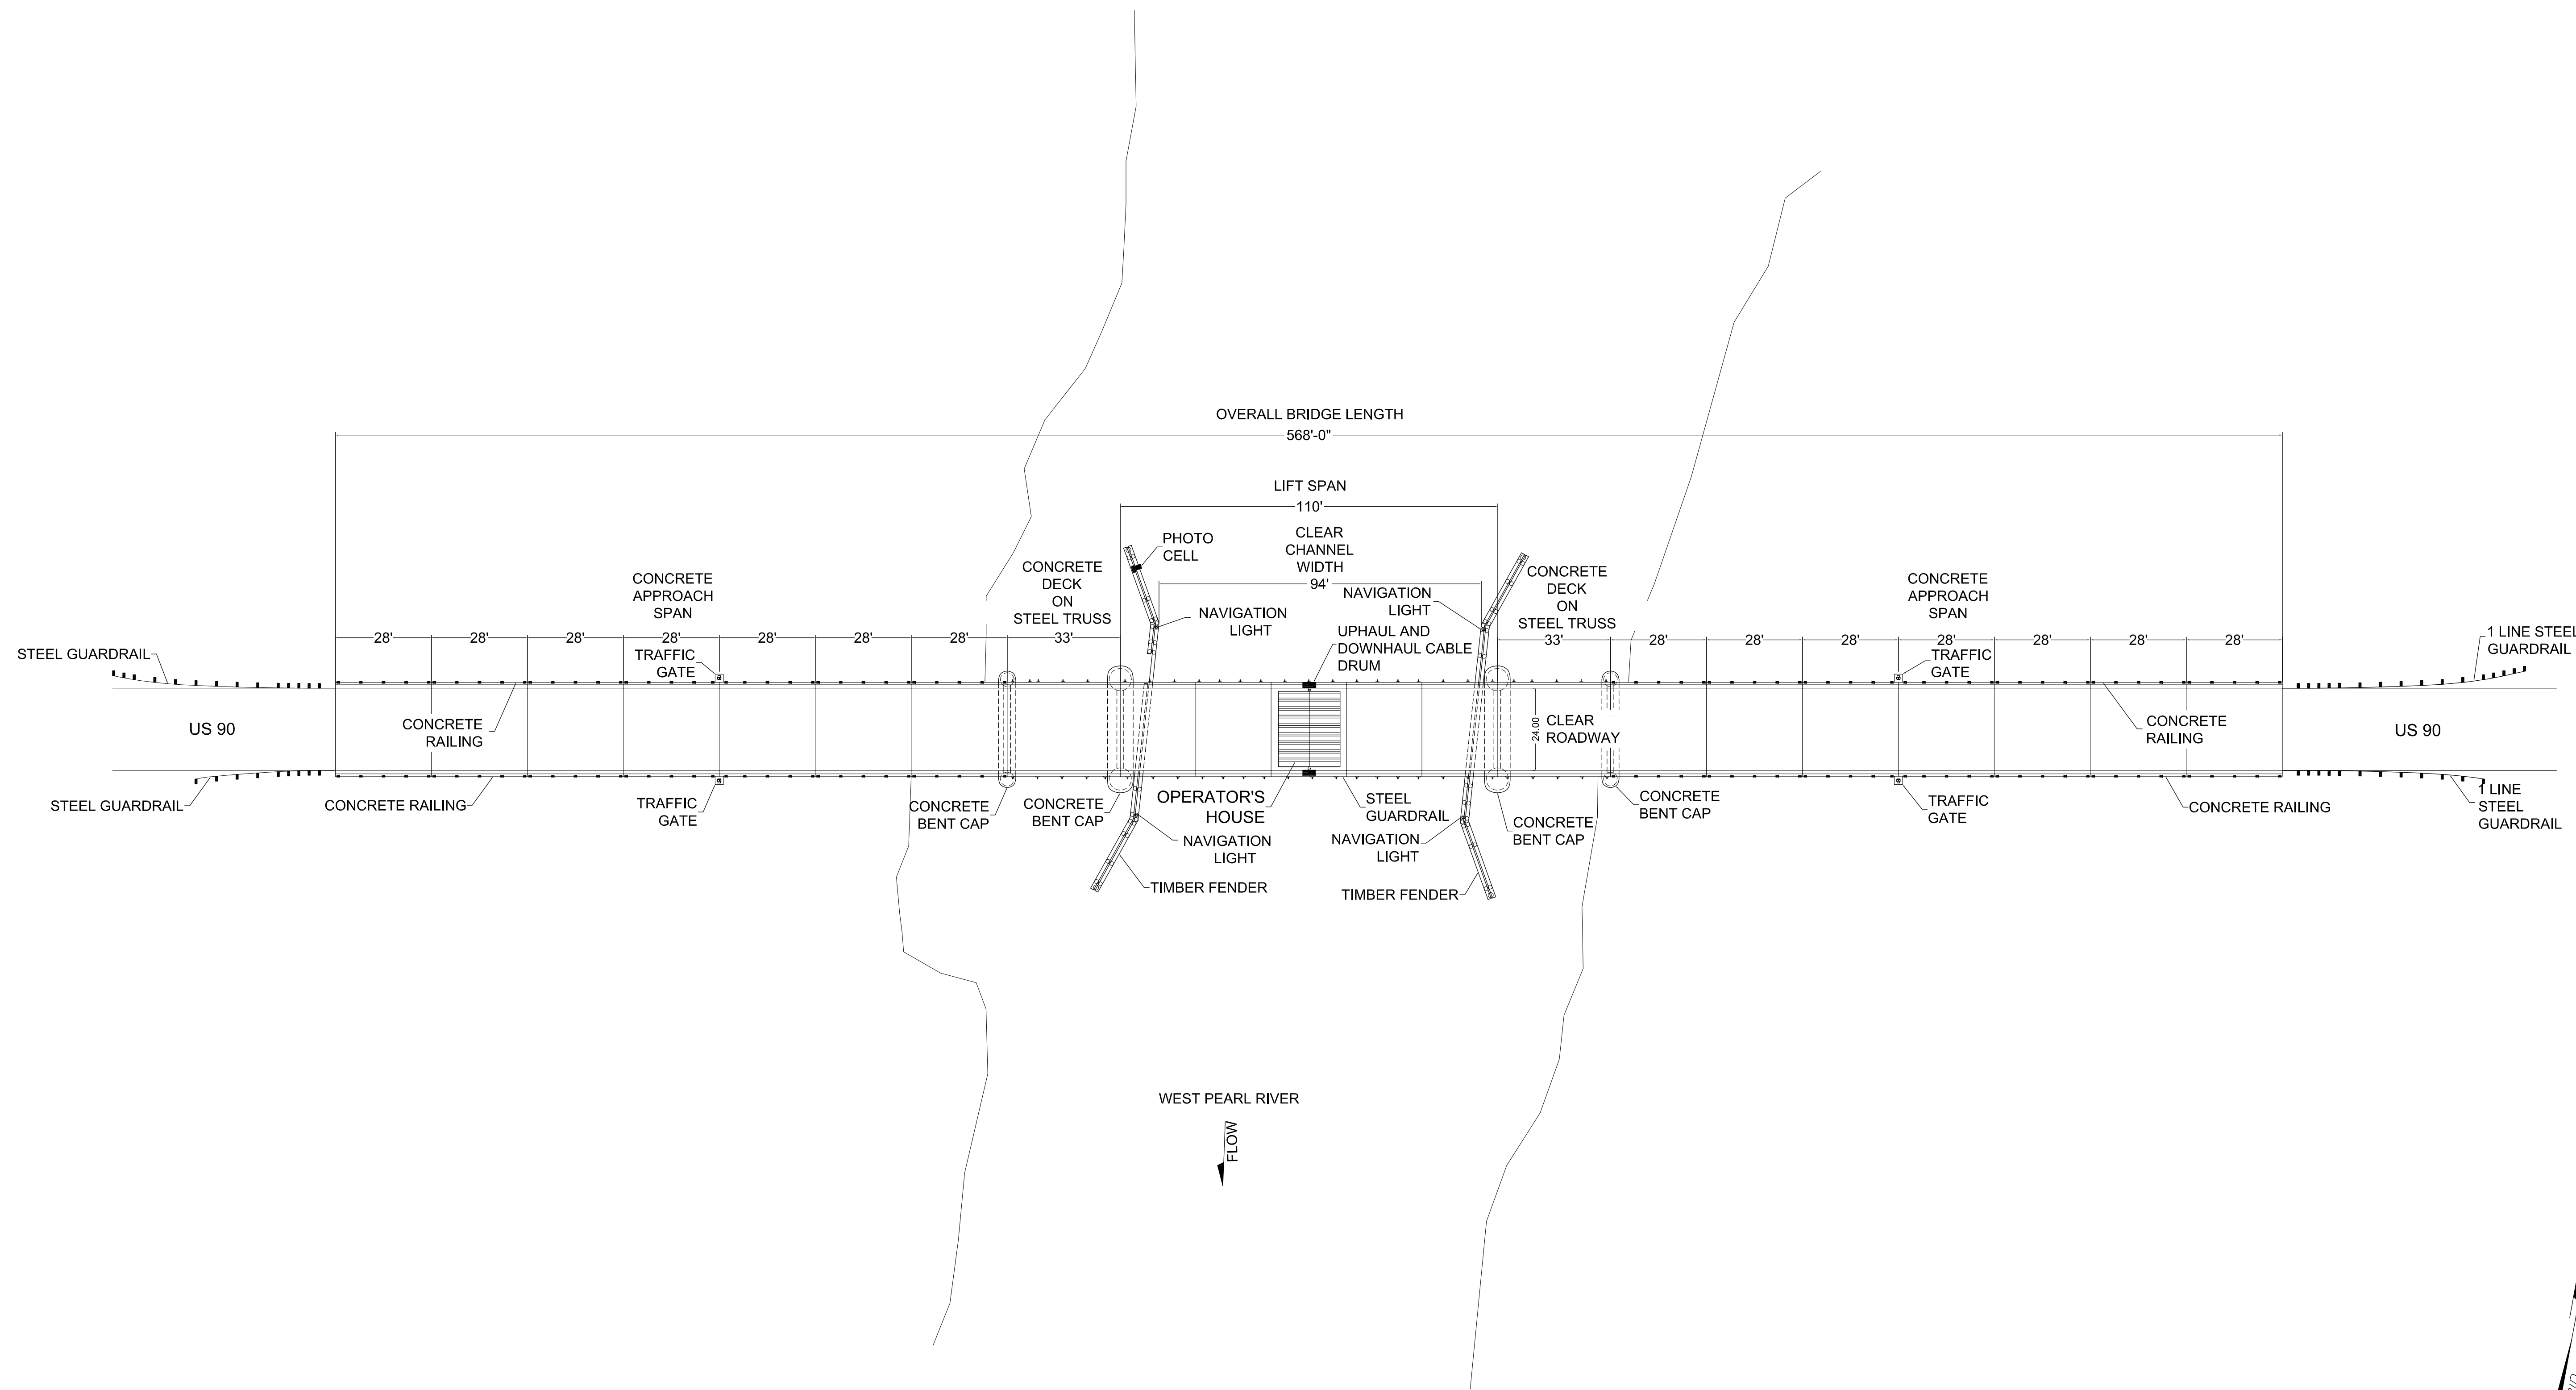 OVERALL BRIDGE LENGTH
568'-0"
LIFT SPAN
110'
CLEAR
CHANNEL
WIDTH
94'
PHOTO
CELL
CONCRETE
DECK
ON
STEEL TRUSS
CONCRETE
DECK
ON
STEEL TRUSS
CONCRETE
APPROACH
SPAN
CONCRETE
APPROACH
SPAN
NAVIGATION
LIGHT
NAVIGATION
LIGHT
UPHAUL AND
DOWNHAUL CABLE
DRUM
28' 28' 28' 28' 28' 28' 28' 33'
33' 28' 28' 28' 28' 28' 28' 28'
STEEL GUARDRAIL
TRAFFIC
GATE
TRAFFIC
GATE
1 LINE STEEL
GUARDRAIL
US 90
CONCRETE
RAILING
24.00
CLEAR
ROADWAY
CONCRETE
RAILING
US 90
STEEL GUARDRAIL
CONCRETE RAILING
TRAFFIC
GATE
CONCRETE
BENT CAP
CONCRETE
BENT CAP
OPERATOR'S
HOUSE
STEEL
GUARDRAIL
CONCRETE
BENT CAP
CONCRETE
BENT CAP
TRAFFIC
GATE
CONCRETE RAILING
1 LINE
STEEL
GUARDRAIL
NAVIGATION
LIGHT
NAVIGATION
LIGHT
TIMBER FENDER
TIMBER FENDER
WEST PEARL RIVER
FLOW